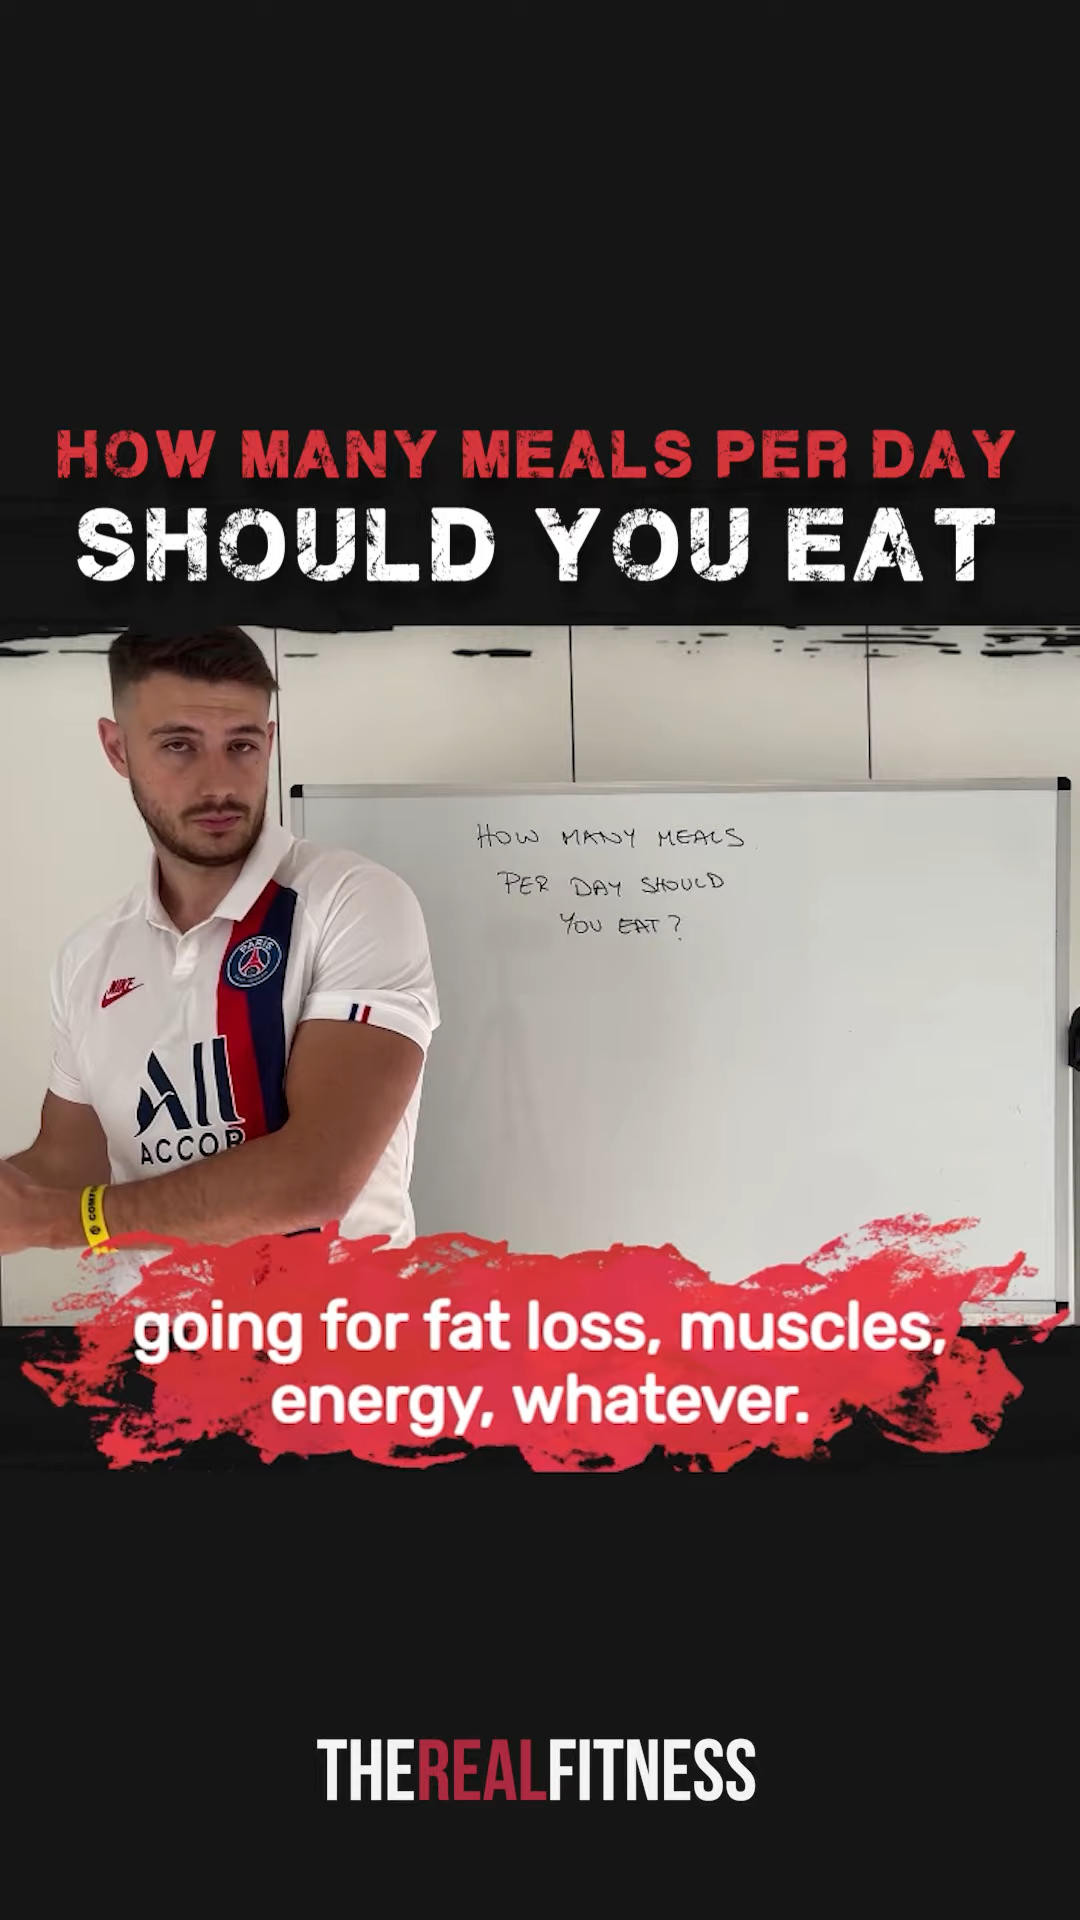 HOW MANY MEALS PER DAY
SHOULD YOU EAT
HOW MANY MEALS
PER DAY SHOULD
YOU EAT?
PARIS
NIKE
All
ACCOR
going for fat loss, muscles,
energy, whatever.
THEREALFITNESS